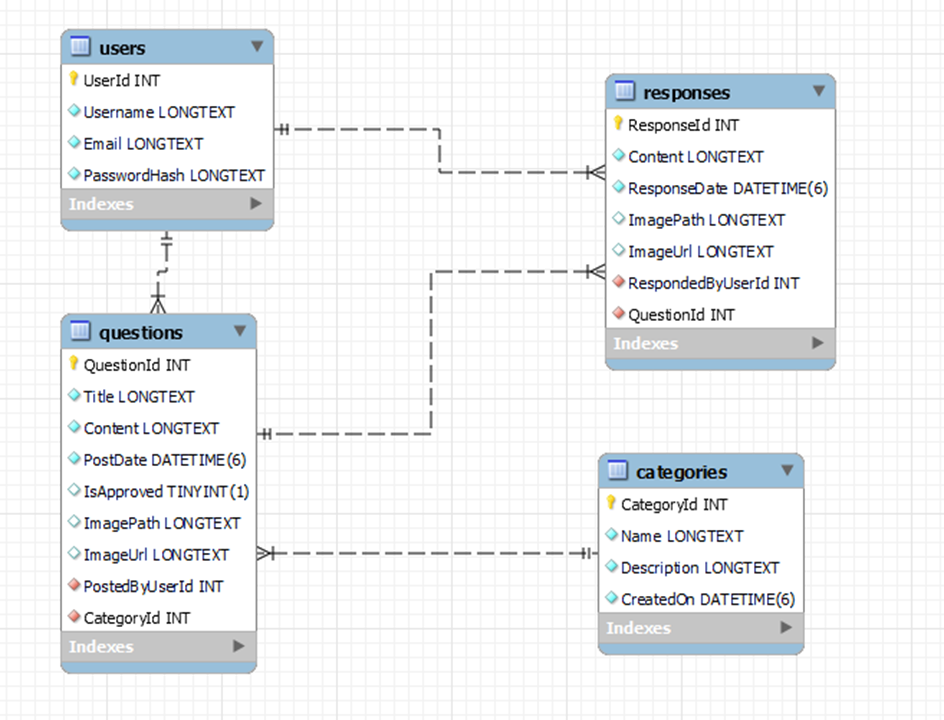 users
UserId INT
Username LONGTEXT
Email LONGTEXT
PasswordHash LONGTEXT
Indexes
responses
ResponseId INT
Content LONGTEXT
ResponseDate DATETIME(6)
ImagePath LONGTEXT
ImageUrl LONGTEXT
RespondedByUserId INT
QuestionId INT
Indexes
questions
QuestionId INT
Title LONGTEXT
Content LONGTEXT
PostDate DATETIME(6)
IsApproved TINYINT(1)
ImagePath LONGTEXT
ImageUrl LONGTEXT
PostedByUserId INT
CategoryId INT
Indexes
categories
CategoryId INT
Name LONGTEXT
Description LONGTEXT
CreatedOn DATETIME(6)
Indexes